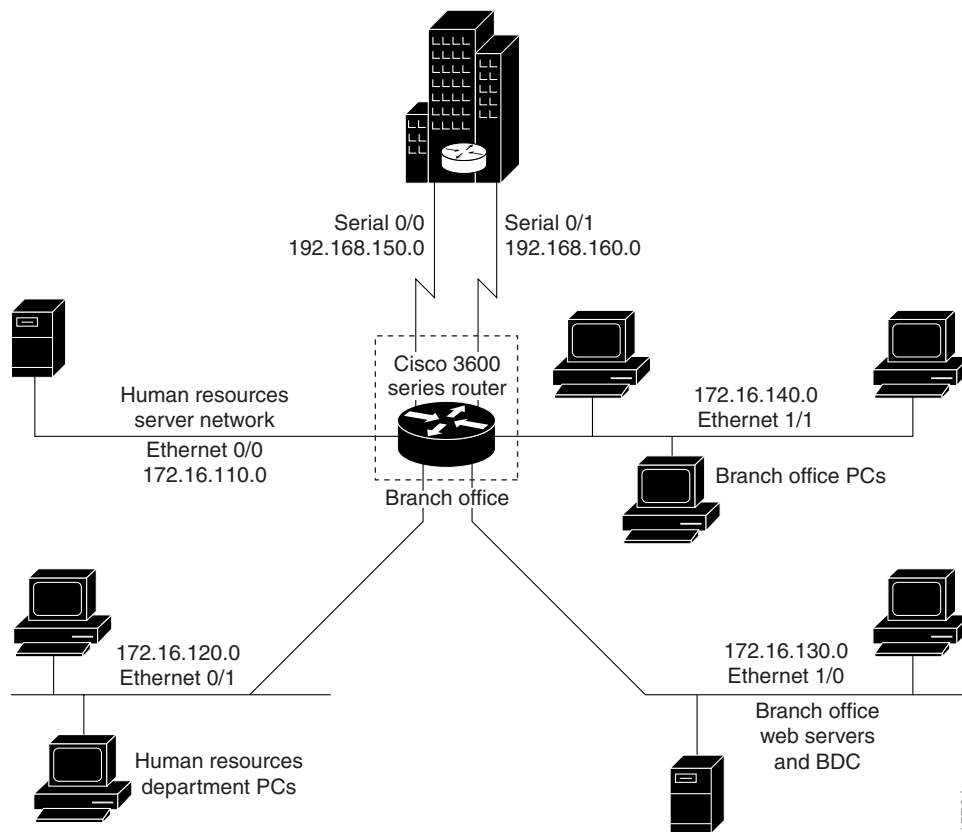 Serial 0/0
192.168.150.0
Serial 0/1
192.168.160.0
Cisco 3600
series router
Human resources
server network
Ethernet 0/0
172.16.110.0
172.16.140.0
Ethernet 1/1
Branch office PCs
Branch office
172.16.120.0
Ethernet 0/1
Human resources
department PCs
172.16.130.0
Ethernet 1/0
Branch office
web servers
and BDC